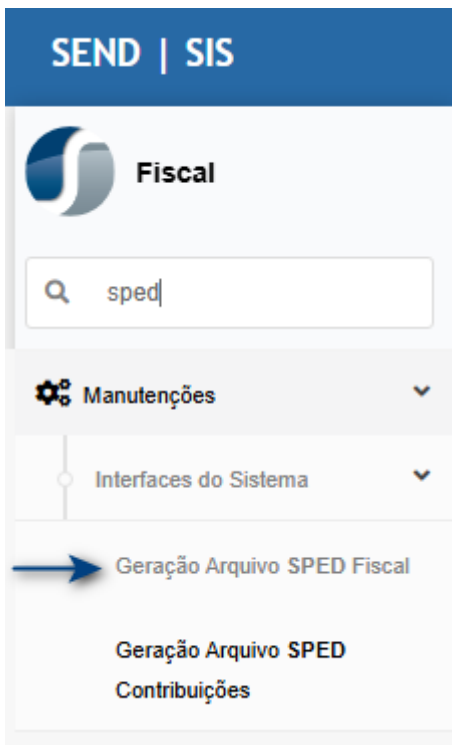 SEND | SIS
Fiscal
sped
Manutenções
Interfaces do Sistema
Geração Arquivo SPED Fiscal
Geração Arquivo SPED
Contribuições